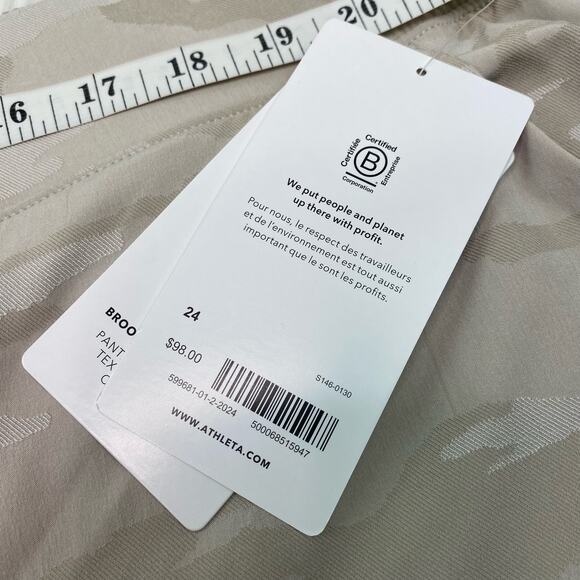 16 17 18 19 20
Certified
Certifiée
B
Entreprise
Corporation
We put people and planet
up there with profit.
Pour nous, le respect des travailleurs
et de l'environnement est tout aussi
important que le sont les profits.
24
$98.00
S146-0130
599681-01-2-2024
500068515947
WWW.ATHLETA.COM
BROO
PANT
TEX
C